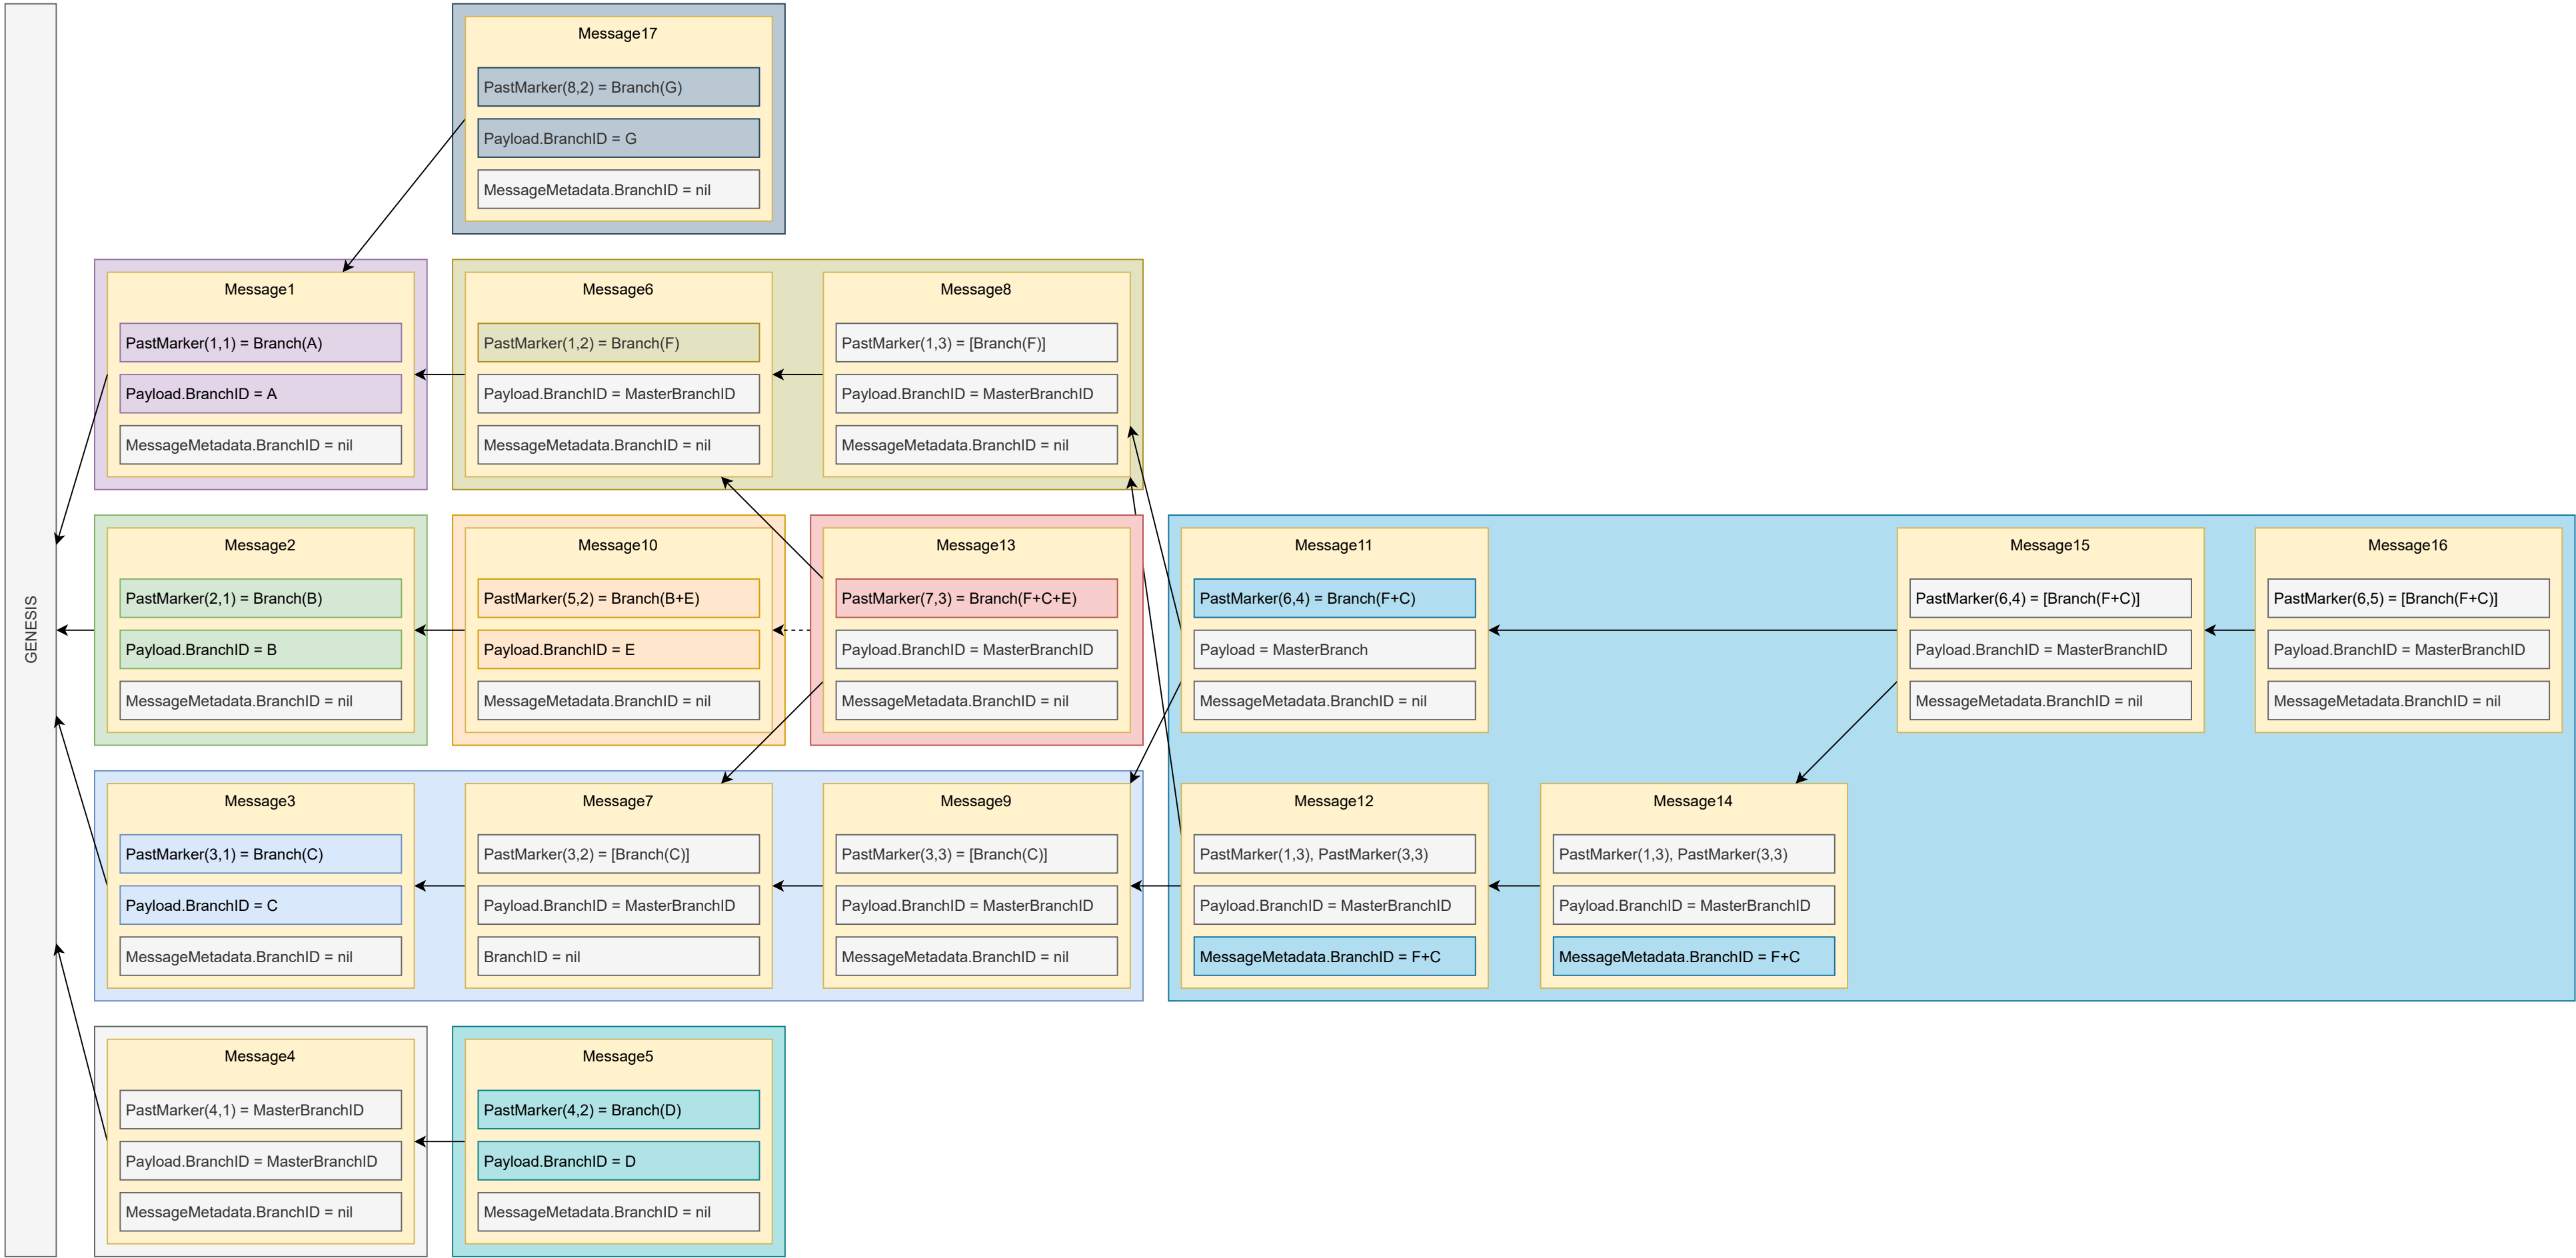 GENESIS
Message17
PastMarker(8,2) = Branch(G)
Payload.BranchID = G
MessageMetadata.BranchID = nil
Message1
PastMarker(1,1) = Branch(A)
Payload.BranchID = A
MessageMetadata.BranchID = nil
Message6
PastMarker(1,2) = Branch(F)
Payload.BranchID = MasterBranchID
MessageMetadata.BranchID = nil
Message8
PastMarker(1,3) = [Branch(F)]
Payload.BranchID = MasterBranchID
MessageMetadata.BranchID = nil
Message2
PastMarker(2,1) = Branch(B)
Payload.BranchID = B
MessageMetadata.BranchID = nil
Message10
PastMarker(5,2) = Branch(B+E)
Payload.BranchID = E
MessageMetadata.BranchID = nil
Message13
PastMarker(7,3) = Branch(F+C+E)
Payload.BranchID = MasterBranchID
MessageMetadata.BranchID = nil
Message11
PastMarker(6,4) = Branch(F+C)
Payload = MasterBranch
MessageMetadata.BranchID = nil
Message15
PastMarker(6,4) = [Branch(F+C)]
Payload.BranchID = MasterBranchID
MessageMetadata.BranchID = nil
Message16
PastMarker(6,5) = [Branch(F+C)]
Payload.BranchID = MasterBranchID
MessageMetadata.BranchID = nil
Message3
PastMarker(3,1) = Branch(C)
Payload.BranchID = C
MessageMetadata.BranchID = nil
Message7
PastMarker(3,2) = [Branch(C)]
Payload.BranchID = MasterBranchID
BranchID = nil
Message9
PastMarker(3,3) = [Branch(C)]
Payload.BranchID = MasterBranchID
MessageMetadata.BranchID = nil
Message12
PastMarker(1,3), PastMarker(3,3)
Payload.BranchID = MasterBranchID
MessageMetadata.BranchID = F+C
Message14
PastMarker(1,3), PastMarker(3,3)
Payload.BranchID = MasterBranchID
MessageMetadata.BranchID = F+C
Message4
PastMarker(4,1) = MasterBranchID
Payload.BranchID = MasterBranchID
MessageMetadata.BranchID = nil
Message5
PastMarker(4,2) = Branch(D)
Payload.BranchID = D
MessageMetadata.BranchID = nil